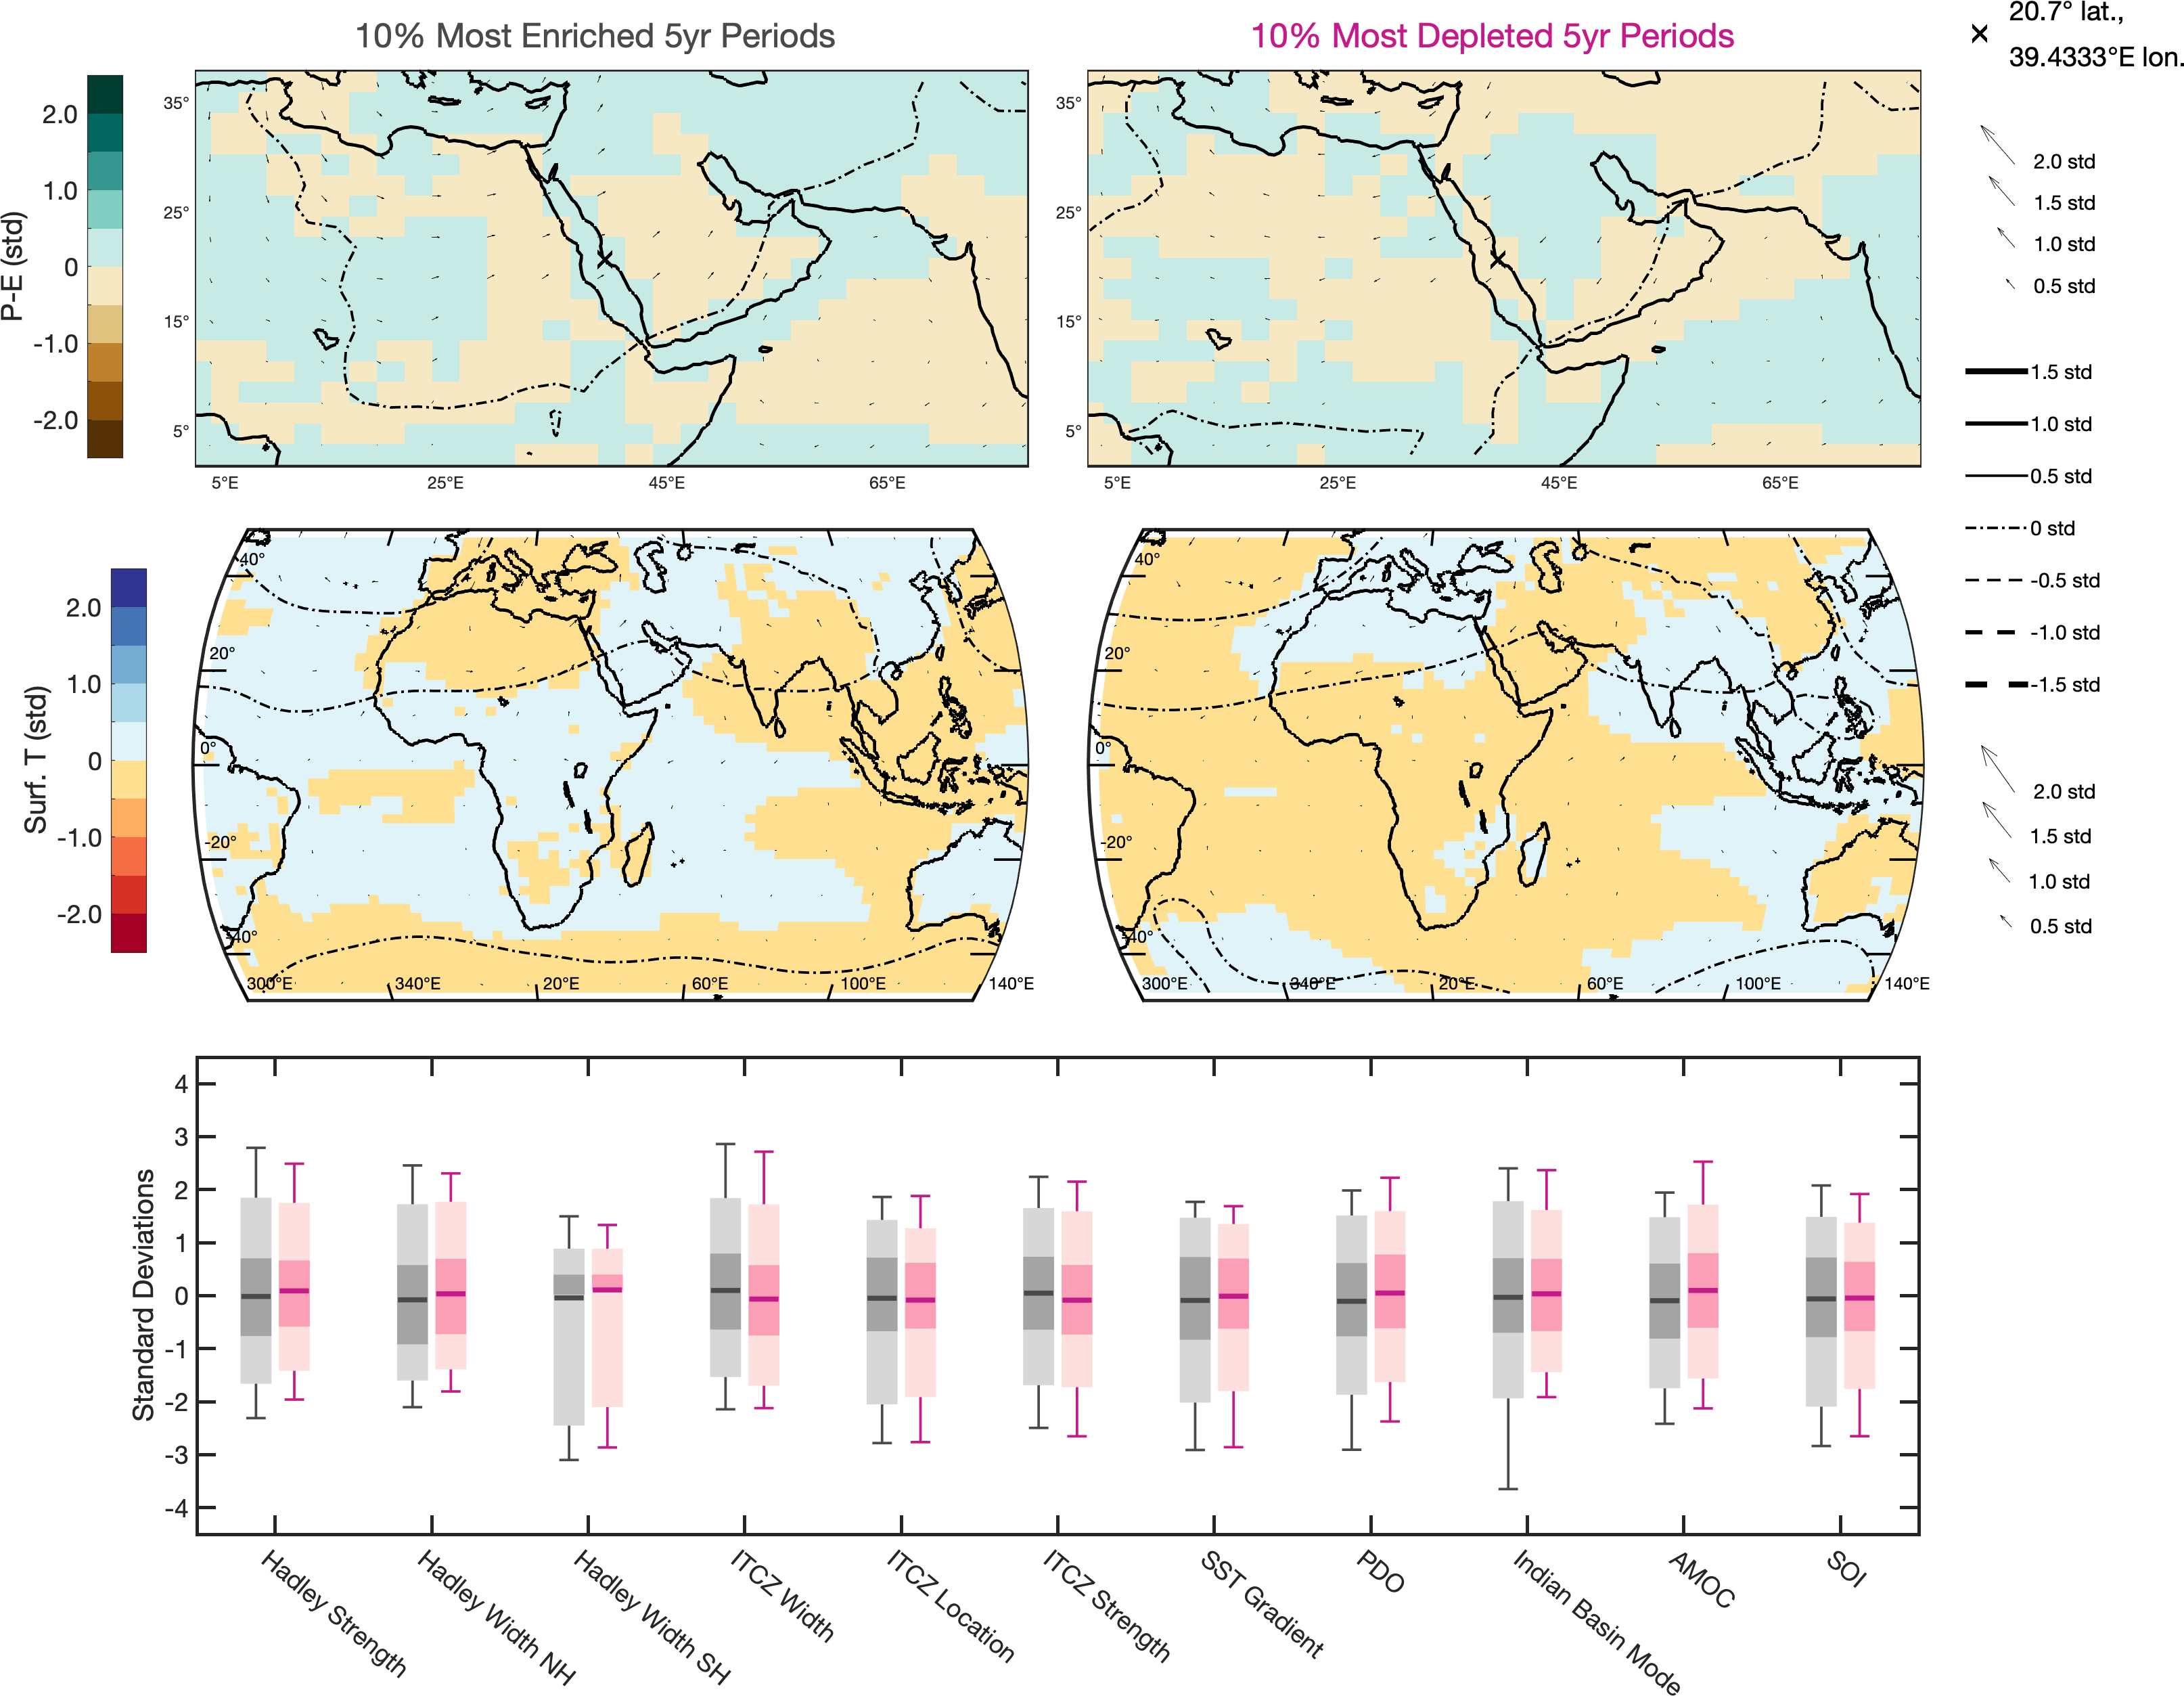 10% Most Enriched 5yr Periods
10% Most Depleted 5yr Periods
20.7° lat.,
39.4333°E lon.
P-E (std)
2.0
1.0
0
-1.0
-2.0
35°
25°
15°
5°
5°E
25°E
45°E
65°E
35°
25°
15°
5°
5°E
25°E
45°E
65°E
2.0 std
1.5 std
1.0 std
0.5 std
1.5 std
1.0 std
0.5 std
0 std
-0.5 std
-1.0 std
-1.5 std
Surf. T (std)
2.0
1.0
0
-1.0
-2.0
40°
20°
0°
-20°
-40°
300°E
340°E
20°E
60°E
100°E
140°E
40°
20°
0°
-20°
-40°
300°E
340°E
20°E
60°E
100°E
140°E
2.0 std
1.5 std
1.0 std
0.5 std
Standard Deviations
4
3
2
1
0
-1
-2
-3
-4
Hadley Strength
Hadley Width NH
Hadley Width SH
ITCZ Width
ITCZ Location
ITCZ Strength
SST Gradient
PDO
Indian Basin Mode
AMOC
SOI